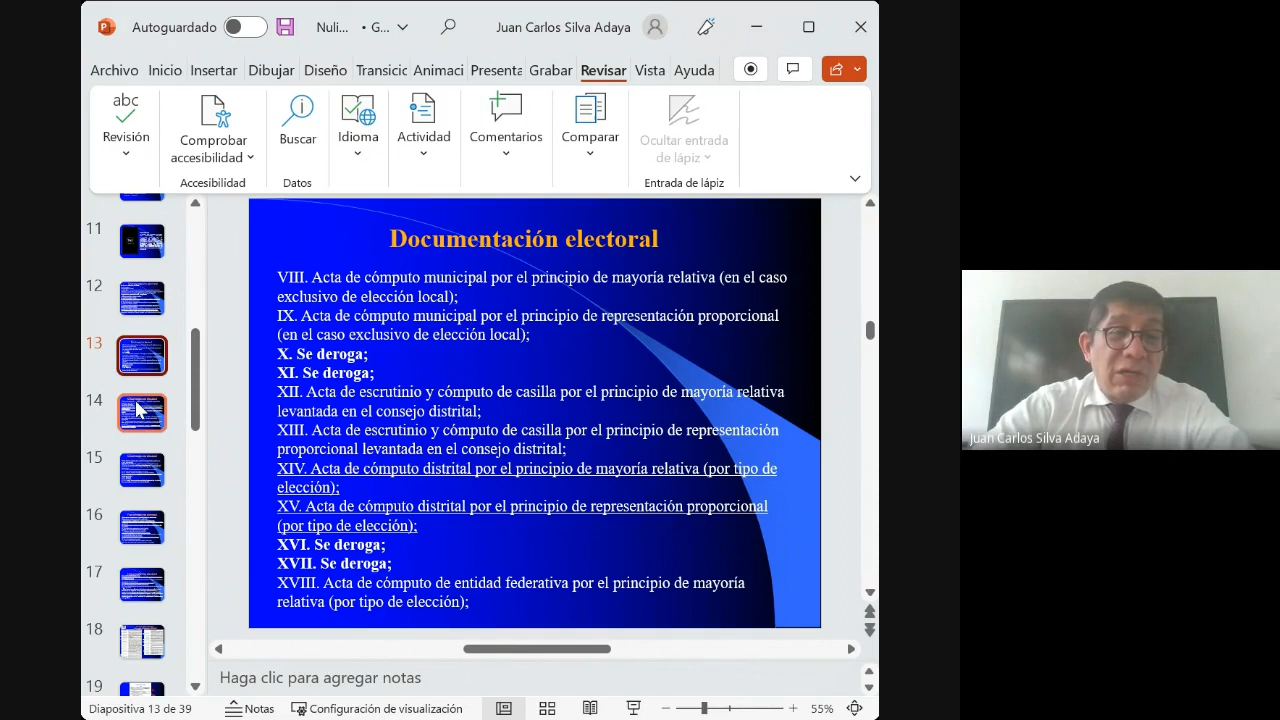 Autoguardado
Nuli...
• G...
Juan Carlos Silva Adaya
Archivo
Inicio
Insertar
Dibujar
Diseño
Transicic
Animaci
Presenta
Grabar
Revisar
Vista
Ayuda
abc
Revisión
Comprobar
accesibilidad
Accesibilidad
Buscar
Datos
Idioma
Actividad
Comentarios
Comparar
Ocultar entrada
de lápiz
Entrada de lápiz
11
12
13
14
15
16
17
18
19
Documentación electoral
VIII. Acta de cómputo municipal por el principio de mayoría relativa (en el caso
exclusivo de elección local);
IX. Acta de cómputo municipal por el principio de representación proporcional
(en el caso exclusivo de elección local);
X. Se deroga;
XI. Se deroga;
XII. Acta de escrutinio y cómputo de casilla por el principio de mayoría relativa
levantada en el consejo distrital;
XIII. Acta de escrutinio y cómputo de casilla por el principio de representación
proporcional levantada en el consejo distrital;
XIV. Acta de cómputo distrital por el principio de mayoría relativa (por tipo de
elección);
XV. Acta de cómputo distrital por el principio de representación proporcional
(por tipo de elección);
XVI. Se deroga;
XVII. Se deroga;
XVIII. Acta de cómputo de entidad federativa por el principio de mayoría
relativa (por tipo de elección);
Haga clic para agregar notas
Diapositiva 13 de 39
Notas
Configuración de visualización
55%
Juan Carlos Silva Adaya